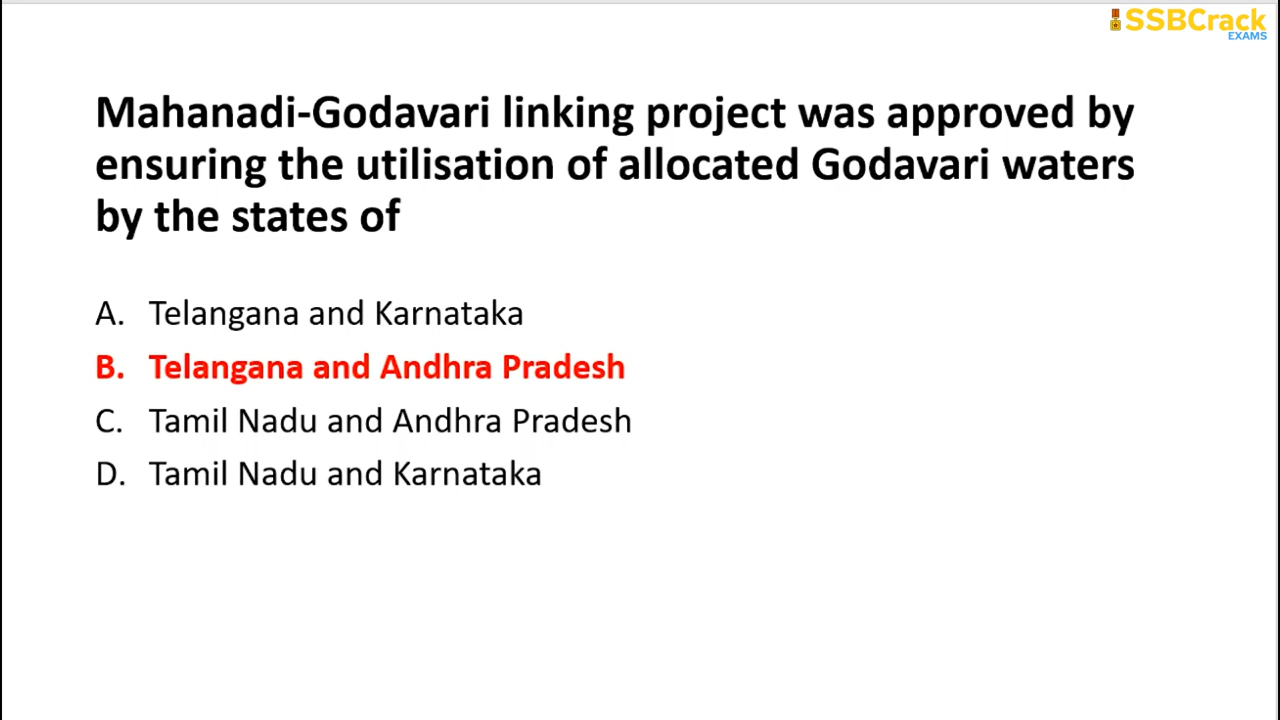 SSBCrack
EXAMS
Mahanadi-Godavari linking project was approved by
ensuring the utilisation of allocated Godavari waters
by the states of
A. Telangana and Karnataka
B. Telangana and Andhra Pradesh
C. Tamil Nadu and Andhra Pradesh
D. Tamil Nadu and Karnataka